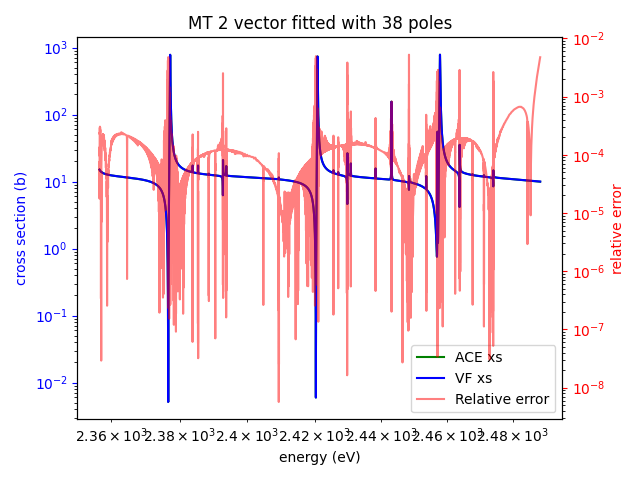 MT 2 vector fitted with 38 poles
10³
10²
10¹
10⁰
10⁻¹
10⁻²
cross section (b)
10⁻²
10⁻³
10⁻⁴
10⁻⁵
10⁻⁶
10⁻⁷
10⁻⁸
relative error
ACE xs
VF xs
Relative error
2.36 × 10³ 2.38 × 10³ 2.4 × 10³ 2.42 × 10³ 2.44 × 10³ 2.46 × 10³ 2.48 × 10³
energy (eV)